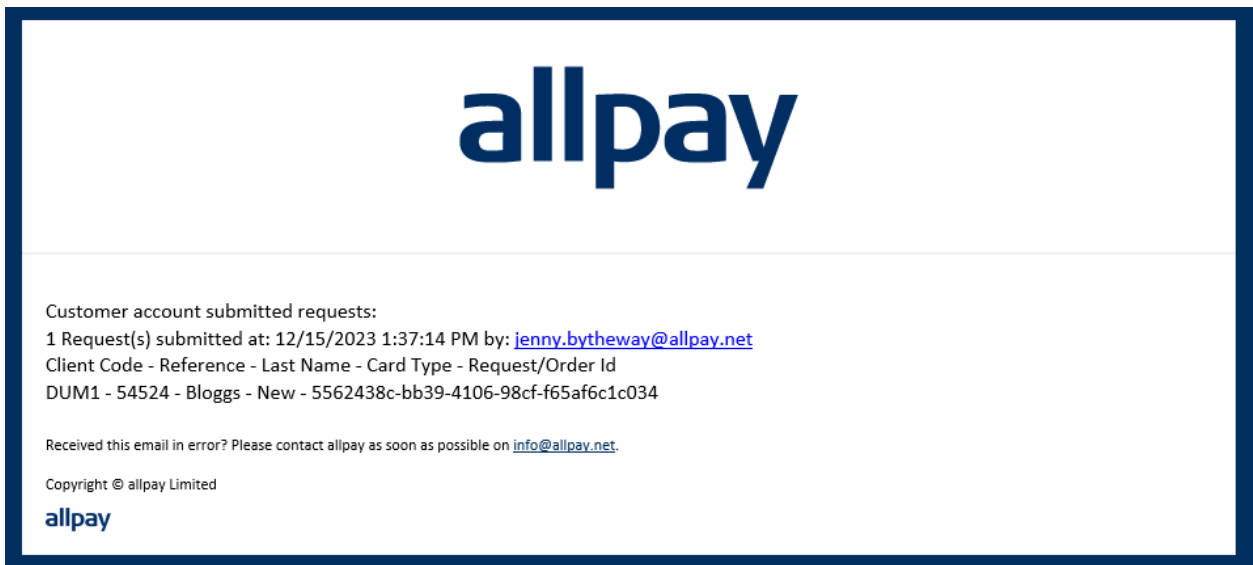 allpay
Customer account submitted requests:
1 Request(s) submitted at: 12/15/2023 1:37:14 PM by: jenny.bytheway@allpay.net
Client Code - Reference - Last Name - Card Type - Request/Order Id
DUM1 - 54524 - Bloggs - New - 5562438c-bb39-4106-98cf-f65af6c1c034
Received this email in error? Please contact allpay as soon as possible on info@allpay.net.
Copyright © allpay Limited
allpay